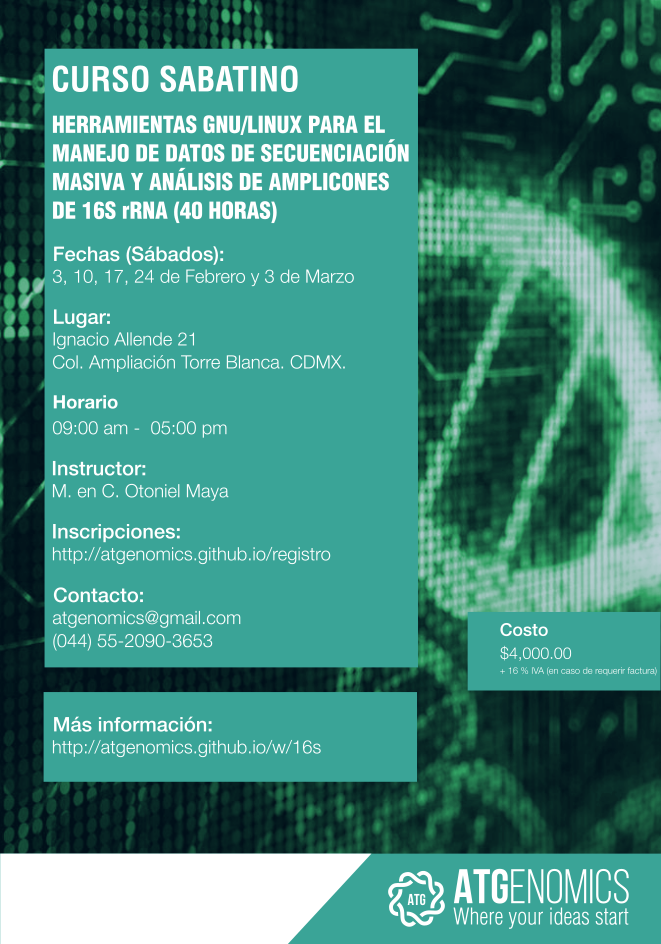 CURSO SABATINO
HERRAMIENTAS GNU/LINUX PARA EL
MANEJO DE DATOS DE SECUENCIACIÓN
MASIVA Y ANÁLISIS DE AMPLICONES
DE 16S rRNA (40 HORAS)
Fechas (Sábados):
3, 10, 17, 24 de Febrero y 3 de Marzo
Lugar:
Ignacio Allende 21
Col. Ampliación Torre Blanca. CDMX.
Horario
09:00 am - 05:00 pm
Instructor:
M. en C. Otoniel Maya
Inscripciones:
http://atgenomics.github.io/registro
Contacto:
atgenomics@gmail.com
(044) 55-2090-3653
Costo
$4,000.00
+ 16 % IVA (en caso de requerir factura)
Más información:
http://atgenomics.github.io/w/16s
ATG
ATGENOMICS
Where your ideas start